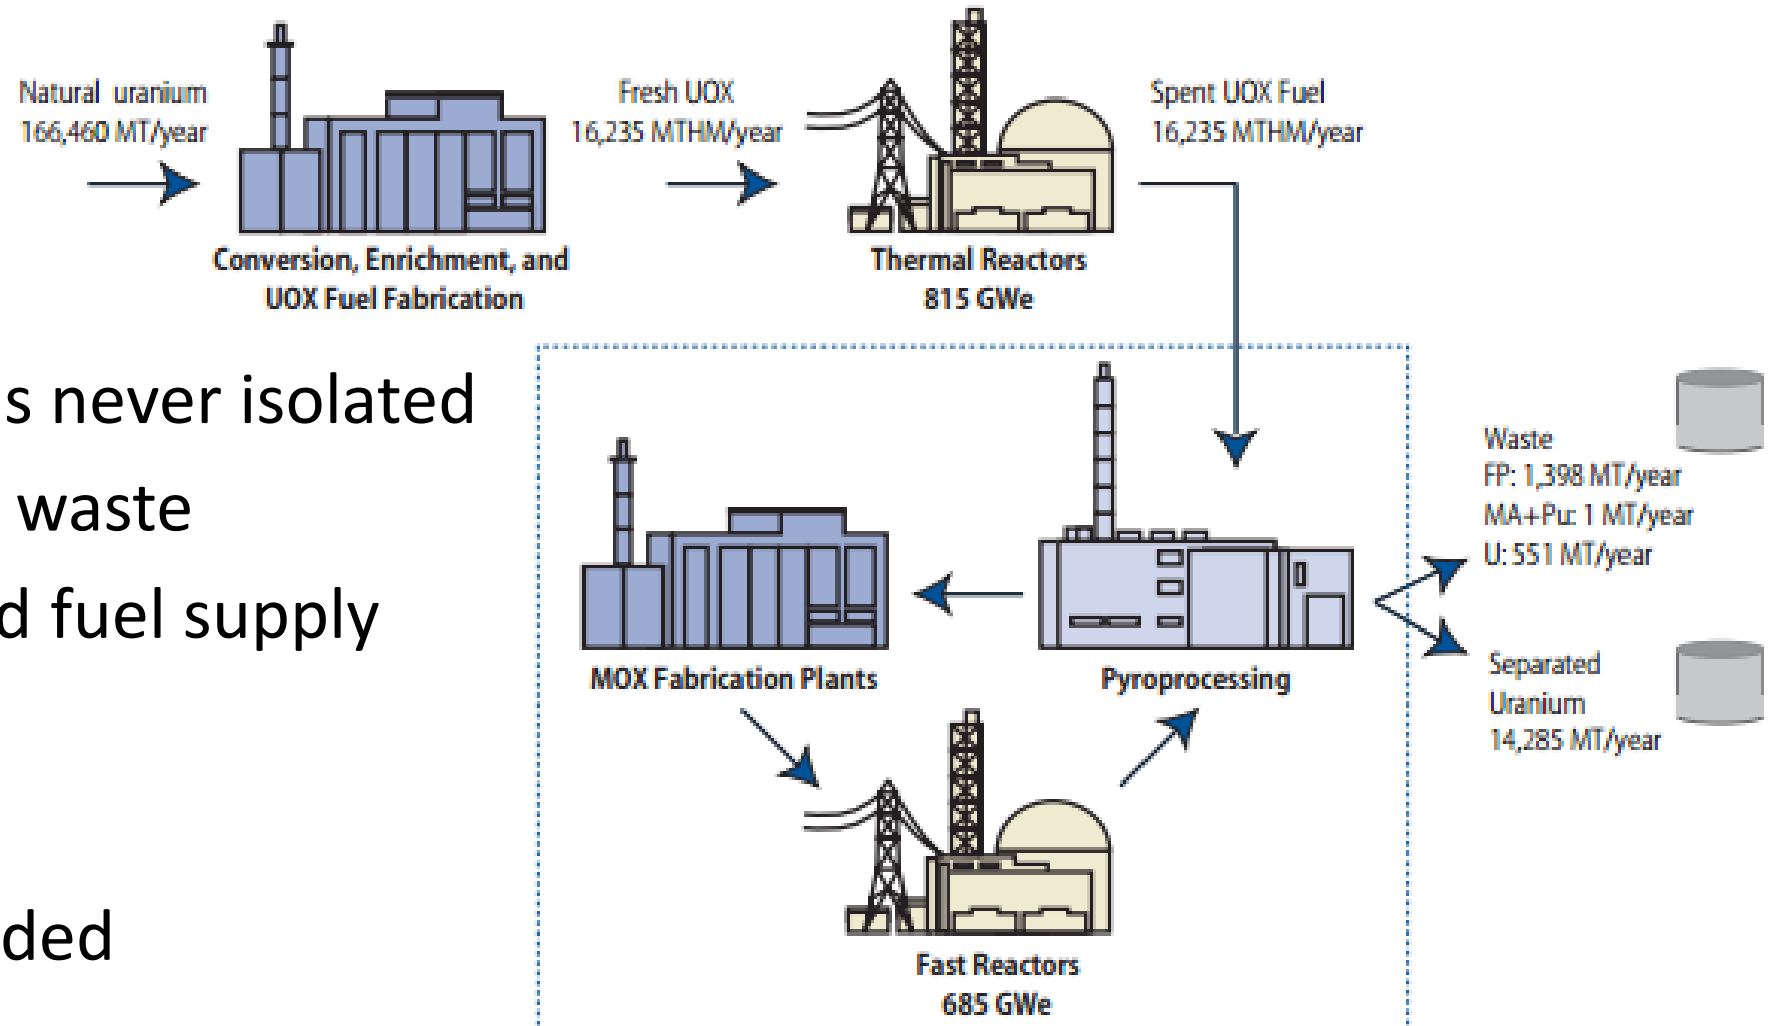 Natural uranium
166,460 MT/year
Fresh UOX
16,235 MTHM/year
Spent UOX Fuel
16,235 MTHM/year
Conversion, Enrichment, and
UOX Fuel Fabrication
Thermal Reactors
815 GWe
s never isolated
waste
d fuel supply
ded
Waste
FP: 1,398 MT/year
MA+Pu: 1 MT/year
U: 551 MT/year
MOX Fabrication Plants
Pyroprocessing
Separated
Uranium
14,285 MT/year
Fast Reactors
685 GWe